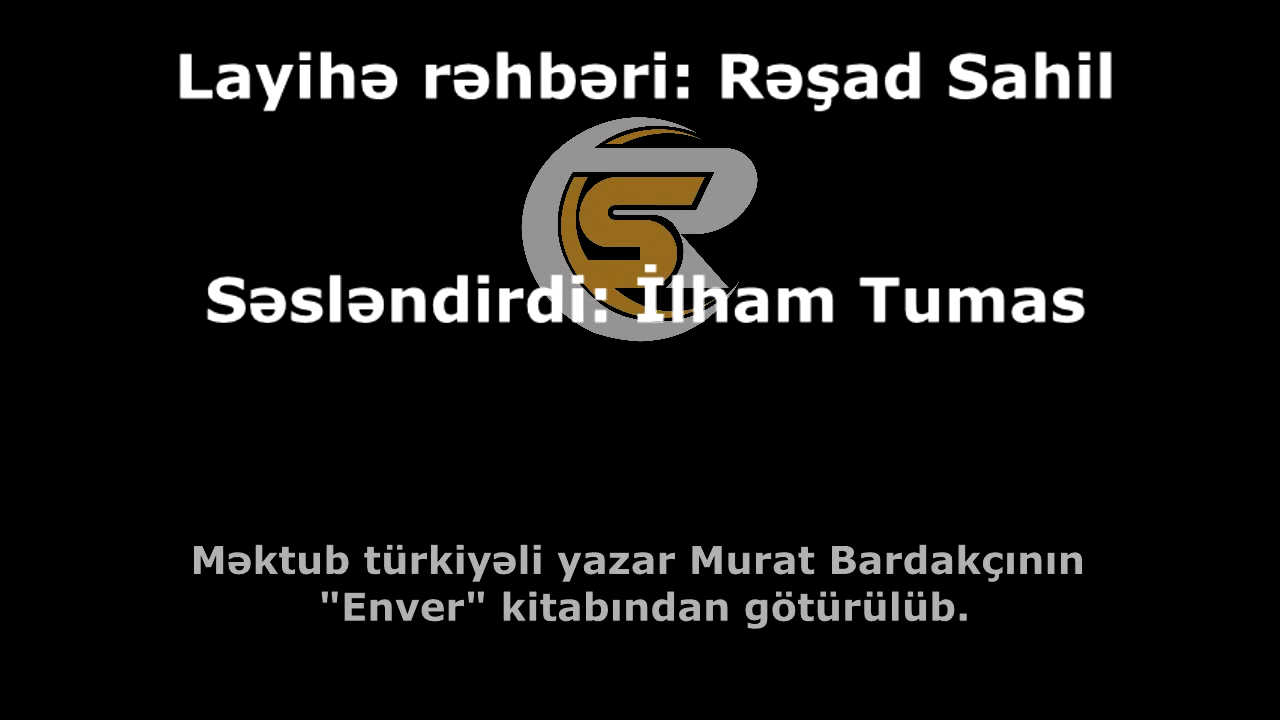 Layihə rəhbəri: Rəşad Sahil
Səsləndirdi: İlham Tumas
Məktub türkiyəli yazar Murat Bardakçının
"Enver" kitabından götürülüb.